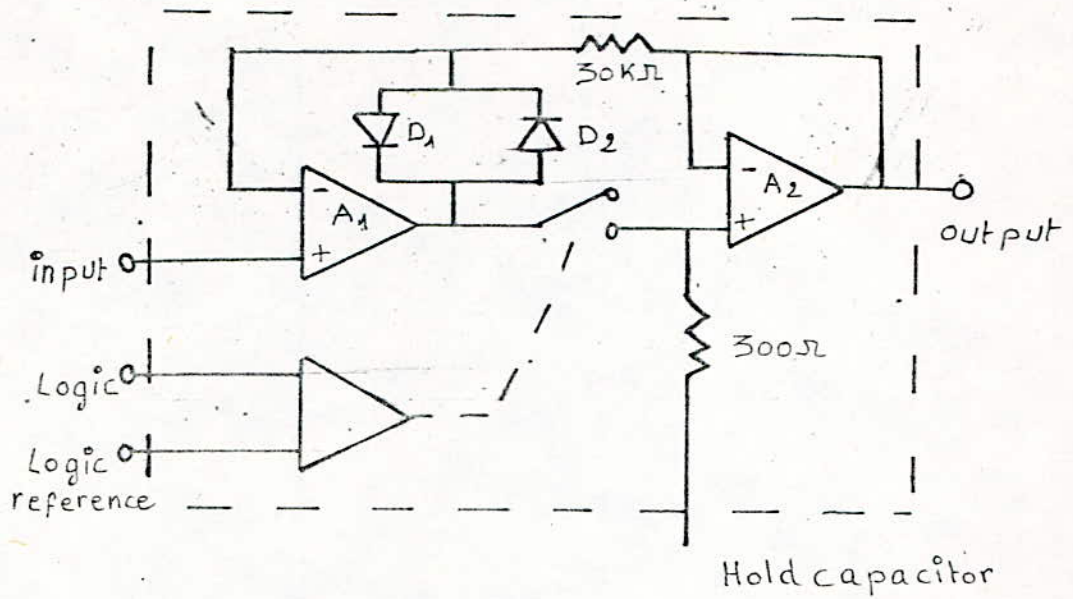 30KΩ
D1
D2
-
A1
+
-
A2
+
input
output
300Ω
Logic
Logic
reference
Hold capacitor